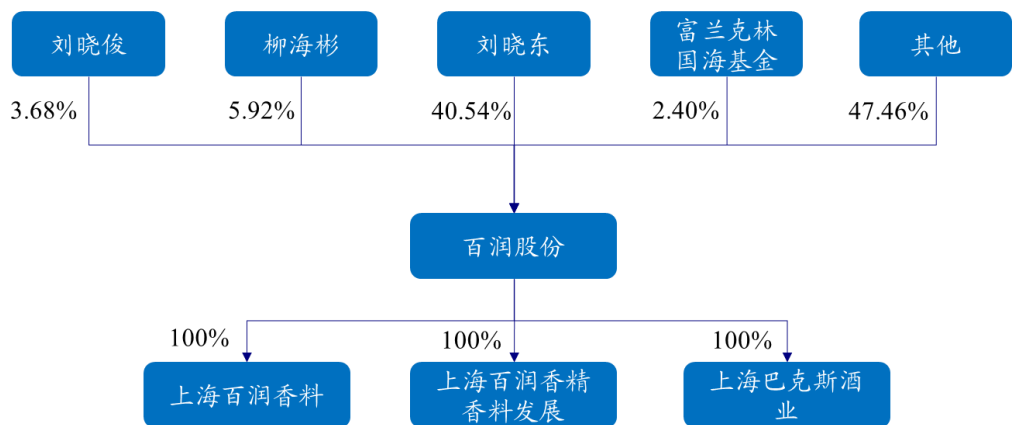 刘晓俊
柳海彬
刘晓东
富兰克林
国海基金
其他
3.68%
5.92%
40.54%
2.40%
47.46%
百润股份
100%
100%
100%
上海百润香料
上海百润香精
香料发展
上海巴克斯酒
业